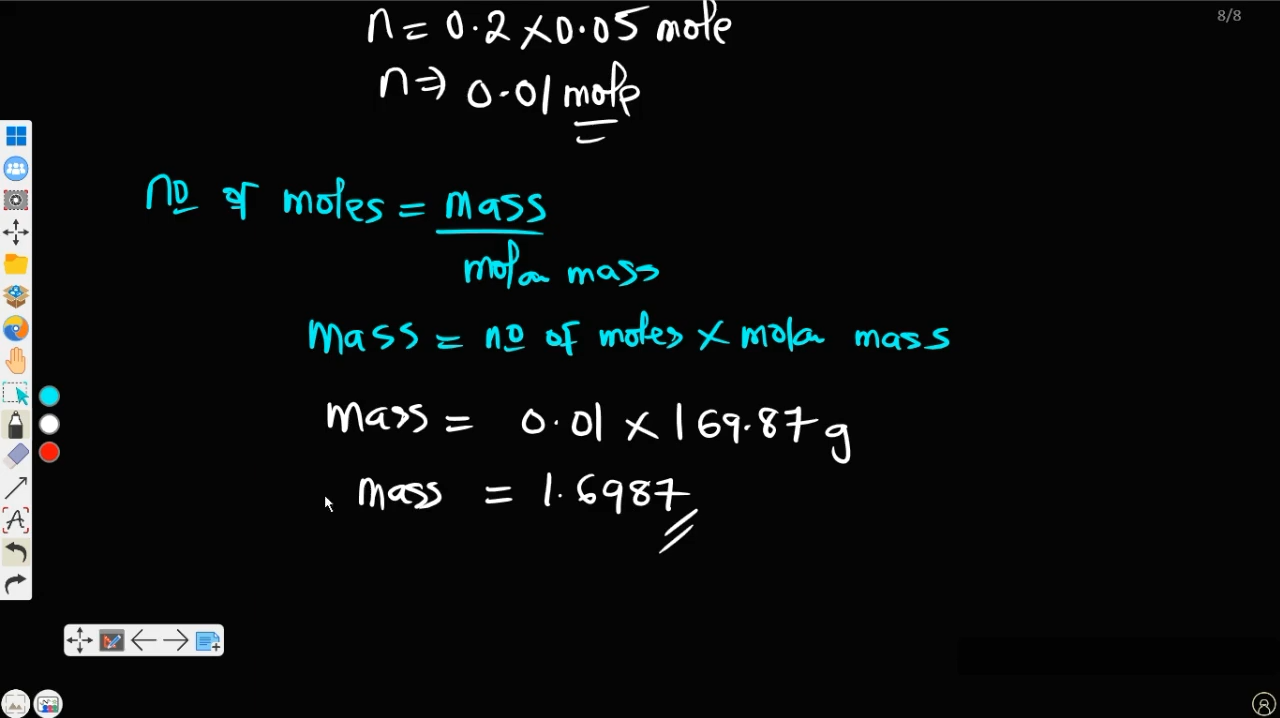 8/8
n = 0.2 × 0.05 mole
n ⇒ 0.01 mole
no of moles = mass
molar mass
mass = no of moles × molar mass
mass = 0.01 × 169.87 g
mass = 1.6987